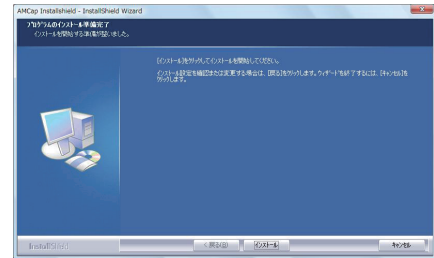 AMCap Installshield - InstallShield Wizard
プログラムのインストール準備完了
インストールを開始する準備が整いました。
[インストール]をクリックしてインストールを開始してください。
インストール設定を確認または変更する場合は、[戻る]をクリックします。ウィザードを終了するには、[キャンセル]を
クリックします。
InstallShield
< 戻る(B)
インストール
キャンセル